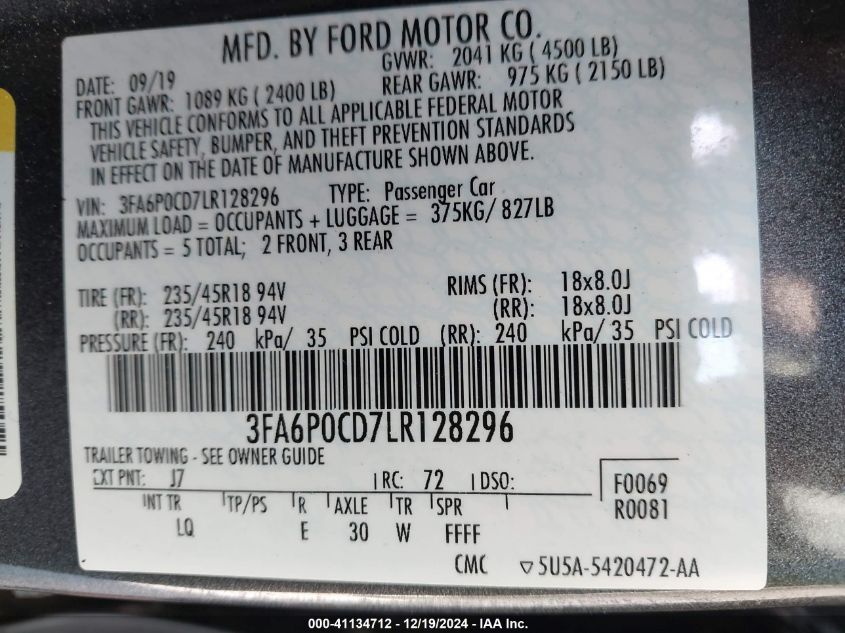 MFD. BY FORD MOTOR CO.
DATE: 09/19 GVWR: 2041 KG ( 4500 LB)
FRONT GAWR: 1089 KG ( 2400 LB) REAR GAWR: 975 KG ( 2150 LB)
THIS VEHICLE CONFORMS TO ALL APPLICABLE FEDERAL MOTOR
VEHICLE SAFETY, BUMPER, AND THEFT PREVENTION STANDARDS
IN EFFECT ON THE DATE OF MANUFACTURE SHOWN ABOVE.
VIN: 3FA6P0CD7LR128296 TYPE: Passenger Car
MAXIMUM LOAD = OCCUPANTS + LUGGAGE = 375KG/ 827LB
OCCUPANTS = 5 TOTAL; 2 FRONT, 3 REAR
TIRE (FR): 235/45R18 94V RIMS (FR): 18x8.0J
(RR): 235/45R18 94V (RR): 18x8.0J
PRESSURE (FR): 240 kPa/ 35 PSI COLD (RR): 240 kPa/ 35 PSI COLD
3FA6P0CD7LR128296
TRAILER TOWING - SEE OWNER GUIDE
EXT PNT: J7 RC: 72 DSO: F0069
INT TR TP/PS R AXLE TR SPR R0081
LQ E 30 W FFFF
CMC ▽5U5A-5420472-AA
000-41134712 - 12/19/2024 - IAA Inc.